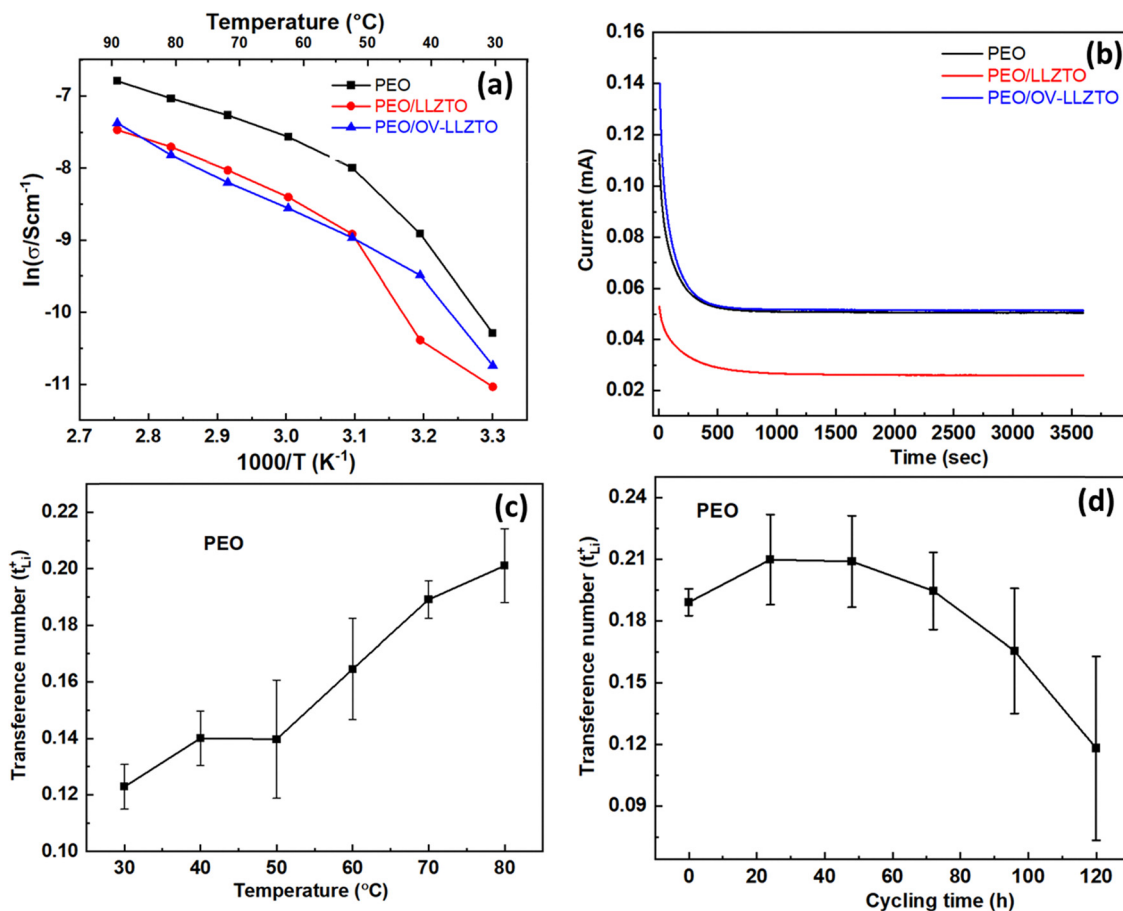 Temperature (°C)
90 80 70 60 50 40 30
(a)
PEO
PEO/LLZTO
PEO/OV-LLZTO
-7
-8
-9
-10
-11
ln(σ/Scm⁻¹)
2.7 2.8 2.9 3.0 3.1 3.2 3.3
1000/T (K⁻¹)
(b)
PEO
PEO/LLZTO
PEO/OV-LLZTO
0.16
0.14
0.12
0.10
0.08
0.06
0.04
0.02
Current (mA)
0 500 1000 1500 2000 2500 3000 3500
Time (sec)
(c)
PEO
0.22
0.20
0.18
0.16
0.14
0.12
0.10
Transference number (t⁺Li)
30 40 50 60 70 80
Temperature (°C)
(d)
PEO
0.24
0.21
0.18
0.15
0.12
0.09
Transference number (t⁺Li)
0 20 40 60 80 100 120
Cycling time (h)